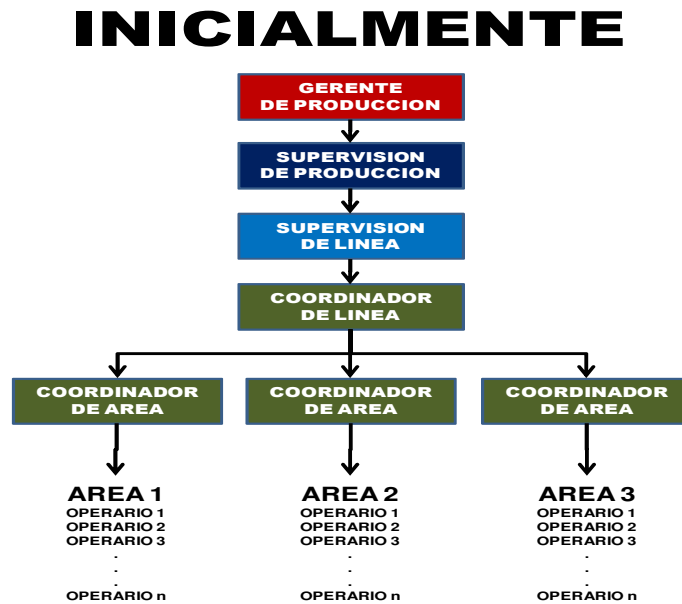 INICIALMENTE
GERENTE
DE PRODUCCION
SUPERVISION
DE PRODUCCION
SUPERVISION
DE LINEA
COORDINADOR
DE LINEA
COORDINADOR
DE AREA
COORDINADOR
DE AREA
COORDINADOR
DE AREA
AREA 1
OPERARIO 1
OPERARIO 2
OPERARIO 3
.
.
.
OPERARIO n
AREA 2
OPERARIO 1
OPERARIO 2
OPERARIO 3
.
.
.
OPERARIO n
AREA 3
OPERARIO 1
OPERARIO 2
OPERARIO 3
.
.
.
OPERARIO n